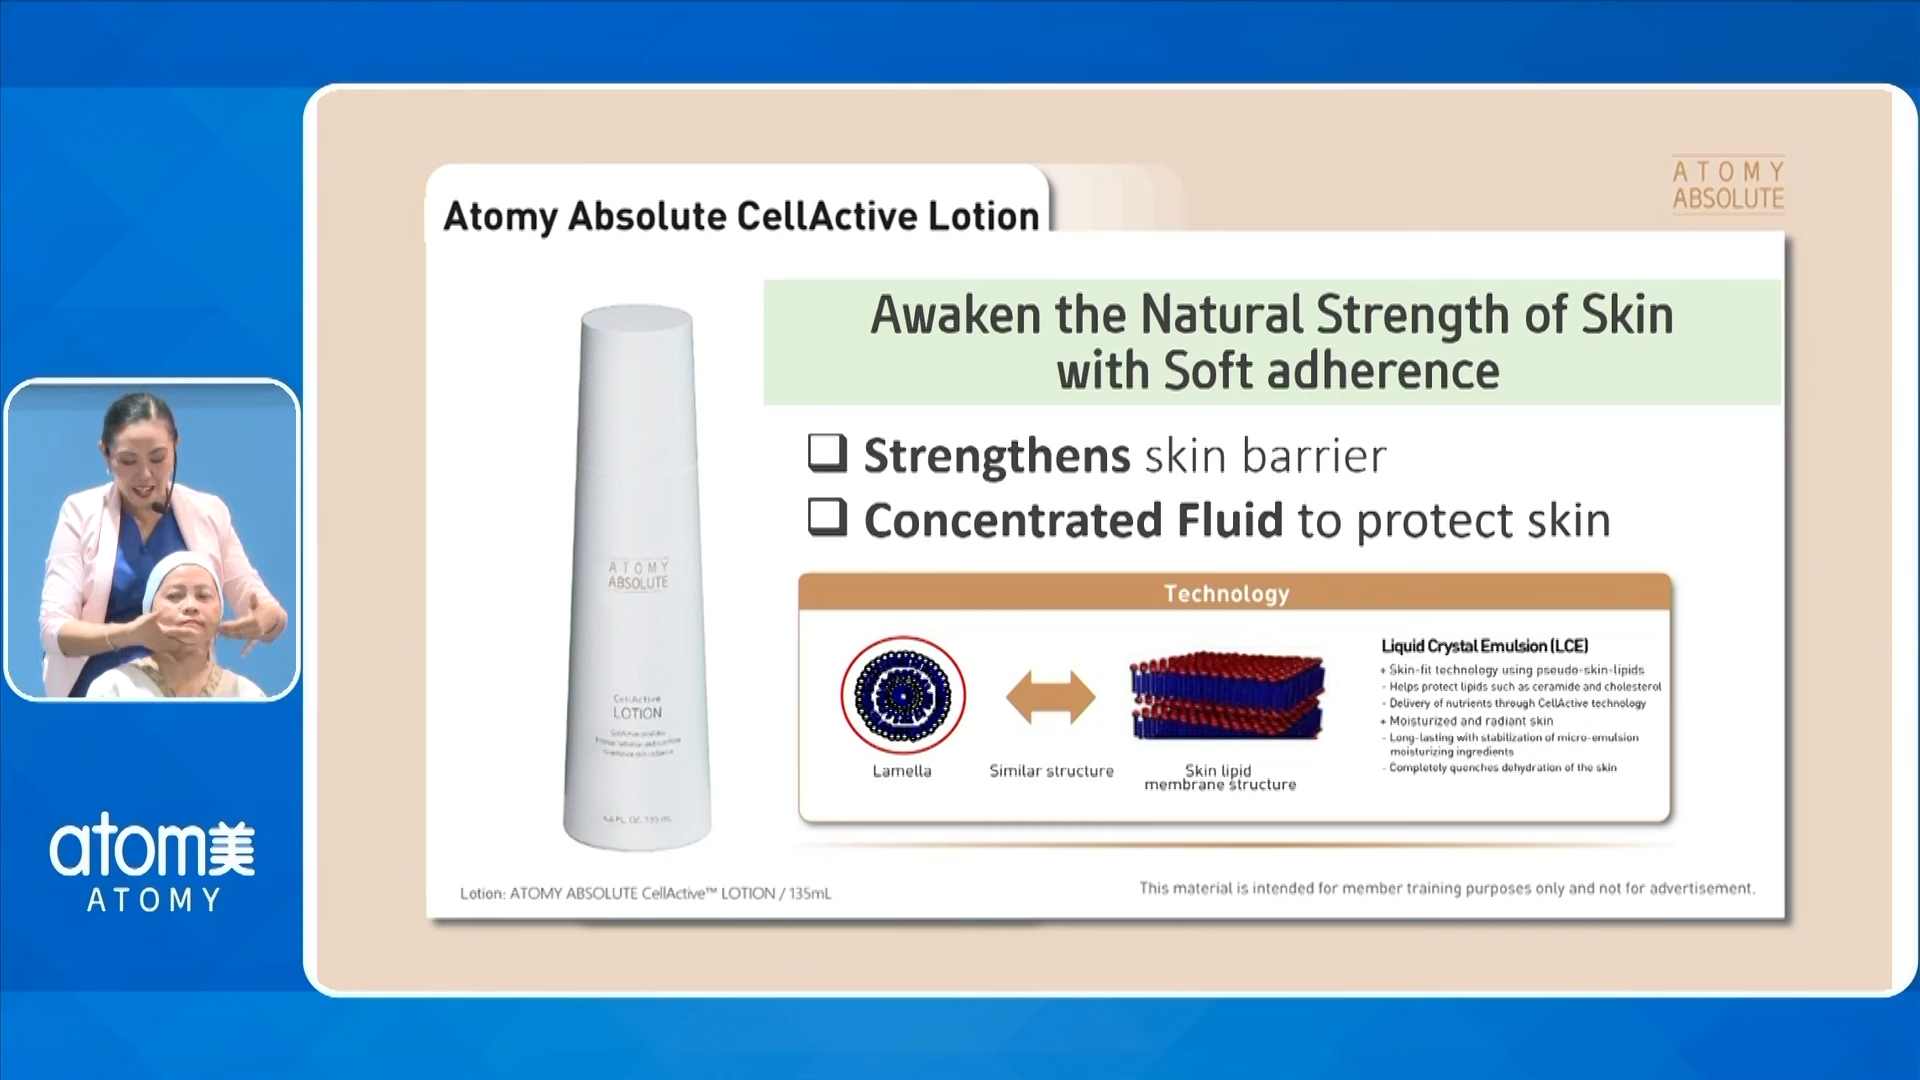 ATOMY
ABSOLUTE
Atomy Absolute CellActive Lotion
Awaken the Natural Strength of Skin
with Soft adherence
Strengthens skin barrier
Concentrated Fluid to protect skin
Technology
Lamella
Similar structure
Skin lipid
membrane structure
Liquid Crystal Emulsion (LCE)
+ Skin-fit technology using pseudo-skin-lipids
- Helps protect lipids such as ceramide and cholesterol
- Delivery of nutrients through CellActive technology
+ Moisturized and radiant skin
- Long-lasting with stabilization of micro-emulsion
moisturizing ingredients
- Completely quenches dehydration of the skin
ATOMY
ABSOLUTE
CellActive
LOTION
Lotion: ATOMY ABSOLUTE CellActive™ LOTION / 135mL
This material is intended for member training purposes only and not for advertisement.
atom美
ATOMY